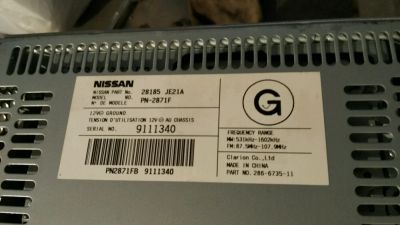 NISSAN
NISSAN PART No. 28185 JE21A
MODEL NO. PN-2871F
N° DE MODELE
12V⊖ GROUND
TENSION D'UTILISATION 12V-⊖ AU CHASSIS
SERIAL NO. 9111340
PN2871FB 9111340
G
FREQUENCY RANGE
MW:531kHz-1602kHz
FM:87.5MHz-107.9MHz
Clarion Co.,Ltd
MADE IN CHINA
PART NO. 286-6735-11